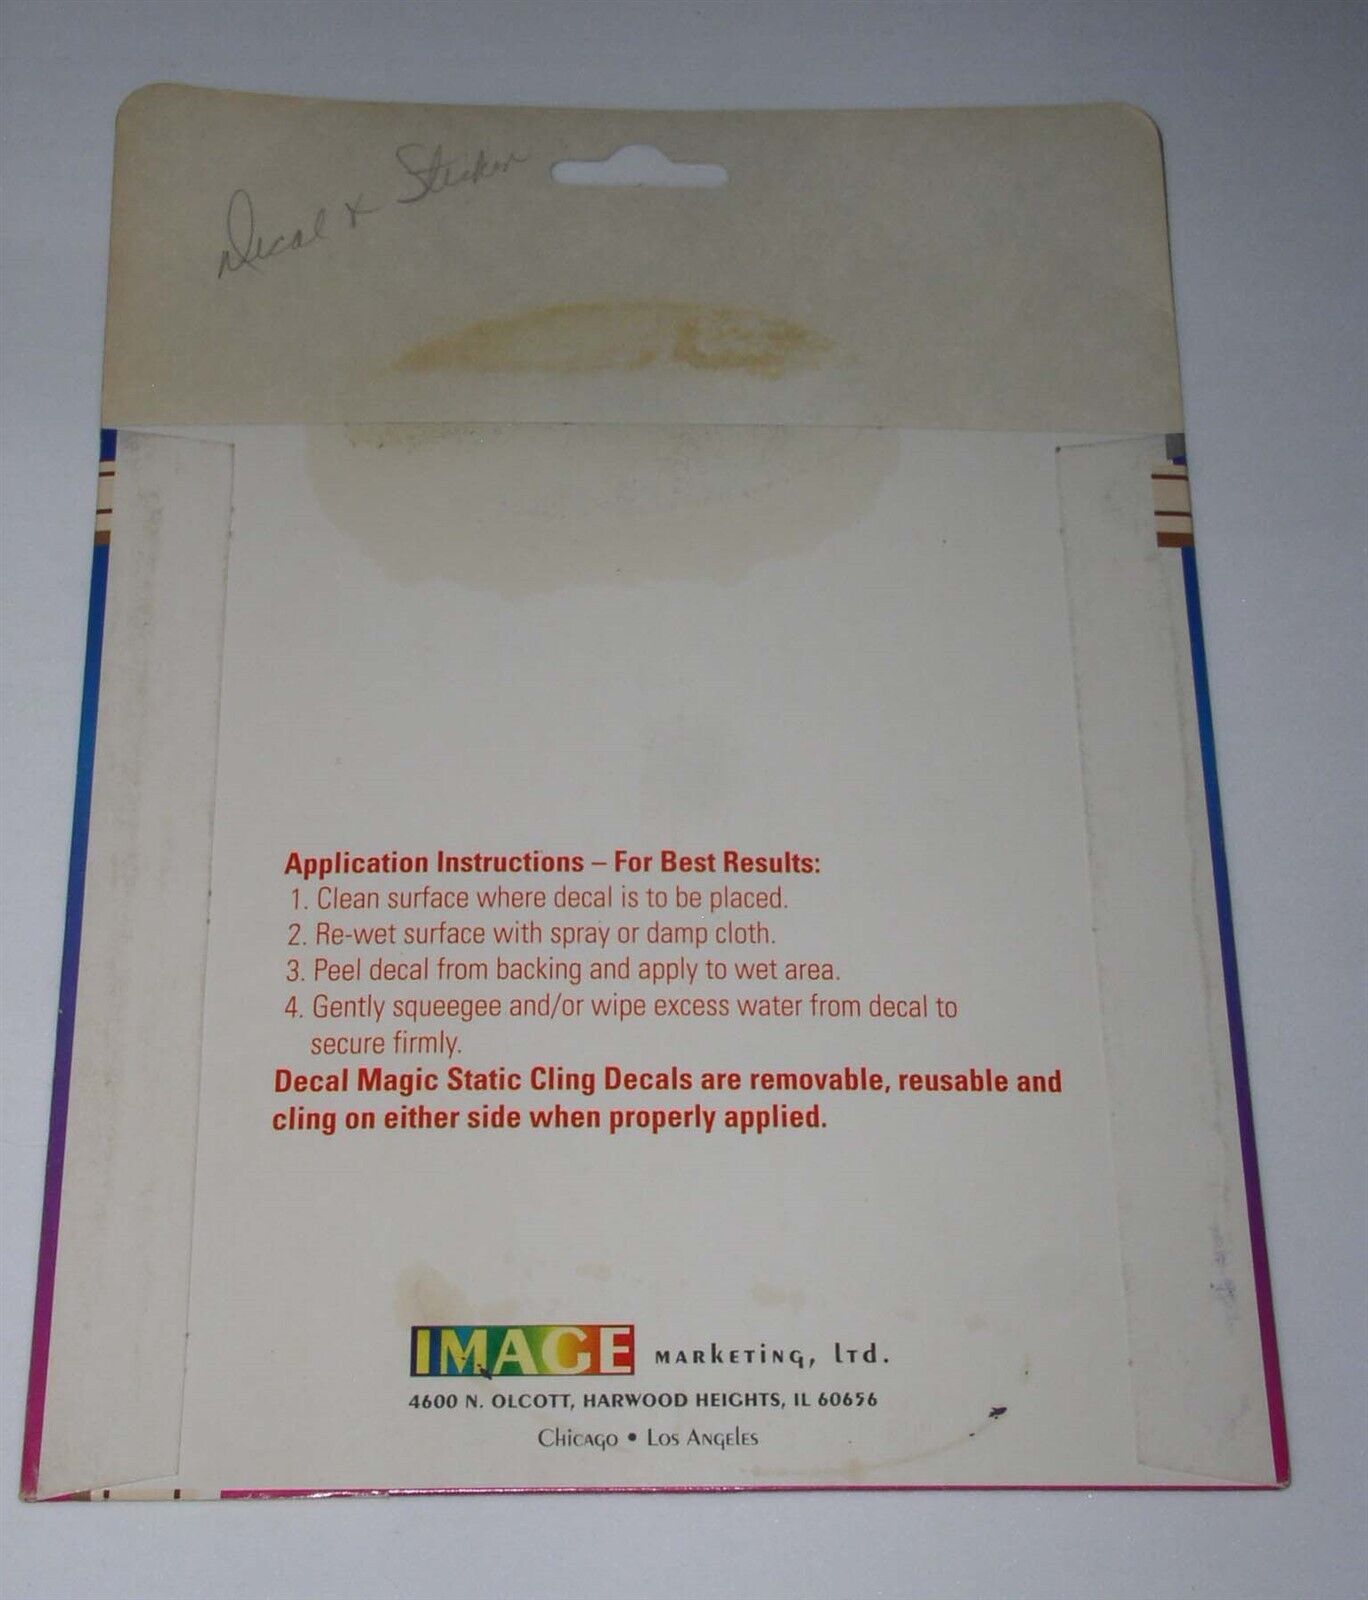 Decal & Sticker
Application Instructions – For Best Results:
1. Clean surface where decal is to be placed.
2. Re-wet surface with spray or damp cloth.
3. Peel decal from backing and apply to wet area.
4. Gently squeegee and/or wipe excess water from decal to
secure firmly.
Decal Magic Static Cling Decals are removable, reusable and
cling on either side when properly applied.
IMAGE MARKETING, LTD.
4600 N. OLCOTT, HARWOOD HEIGHTS, IL 60656
Chicago • Los Angeles